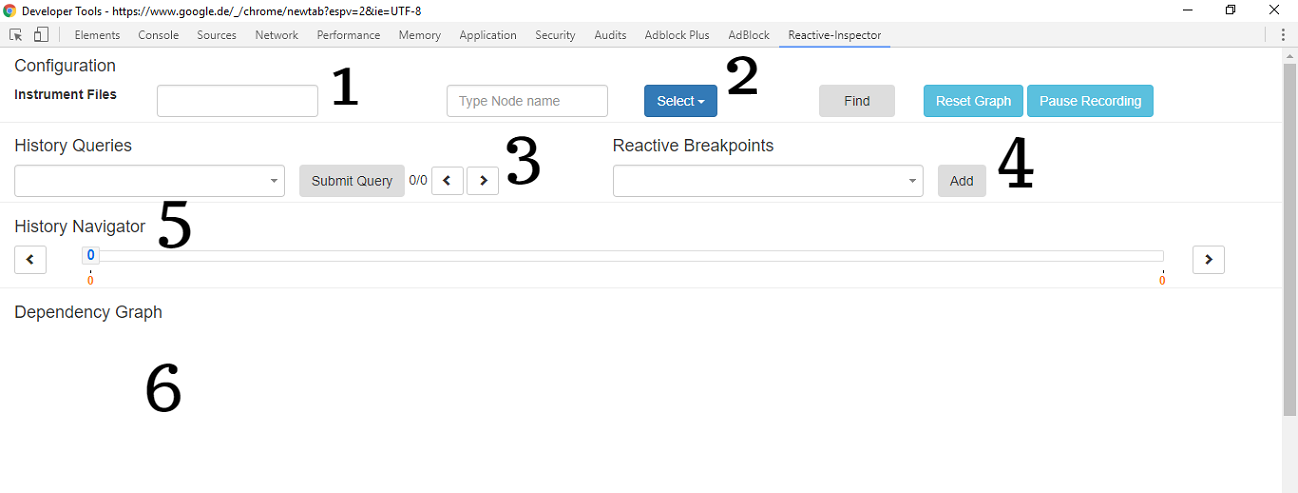 Developer Tools - https://www.google.de/_/chrome/newtab?espv=2&ie=UTF-8
Elements Console Sources Network Performance Memory Application Security Audits Adblock Plus AdBlock Reactive-Inspector
Configuration
Instrument Files 1 Type Node name Select 2 Find Reset Graph Pause Recording
History Queries 3 Reactive Breakpoints 4
Submit Query 0/0 < > Add
History Navigator 5
< 0 >
0 0
Dependency Graph
6